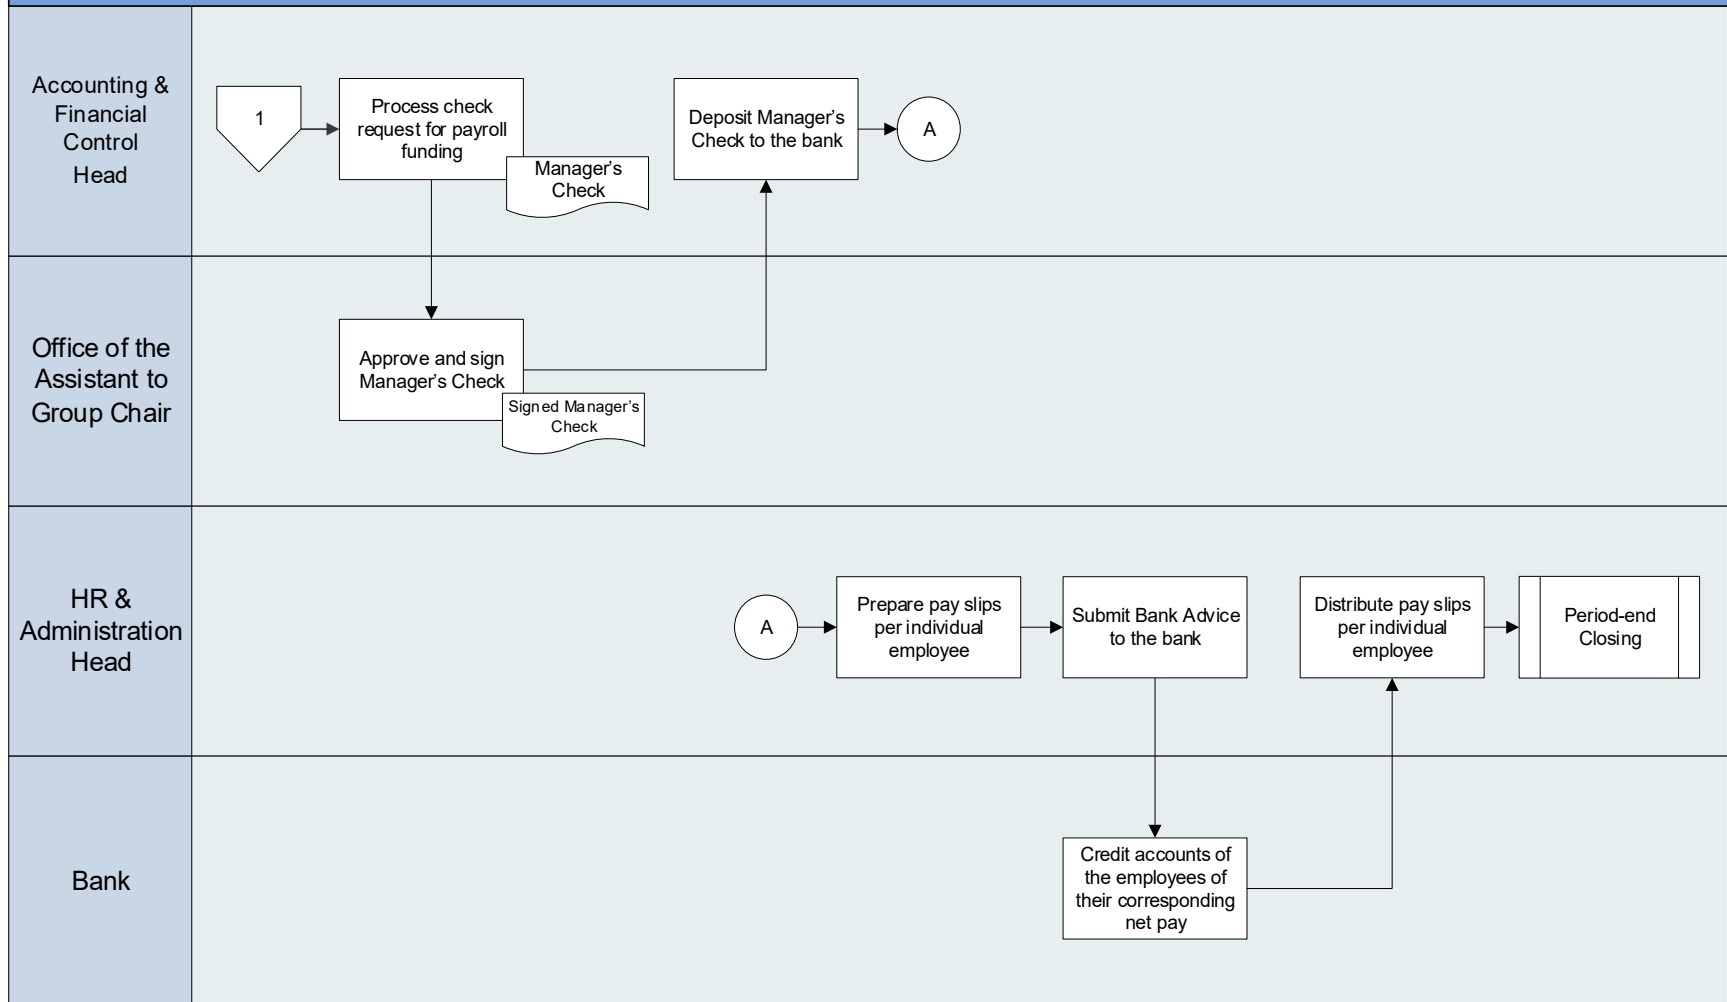 Accounting &
Financial
Control
Head
1
Process check
request for payroll
funding
Manager's
Check
Deposit Manager's
Check to the bank
A
Office of the
Assistant to
Group Chair
Approve and sign
Manager's Check
Signed Manager's
Check
HR &
Administration
Head
A
Prepare pay slips
per individual
employee
Submit Bank Advice
to the bank
Distribute pay slips
per individual
employee
Period-end
Closing
Bank
Credit accounts of
the employees of
their corresponding
net pay